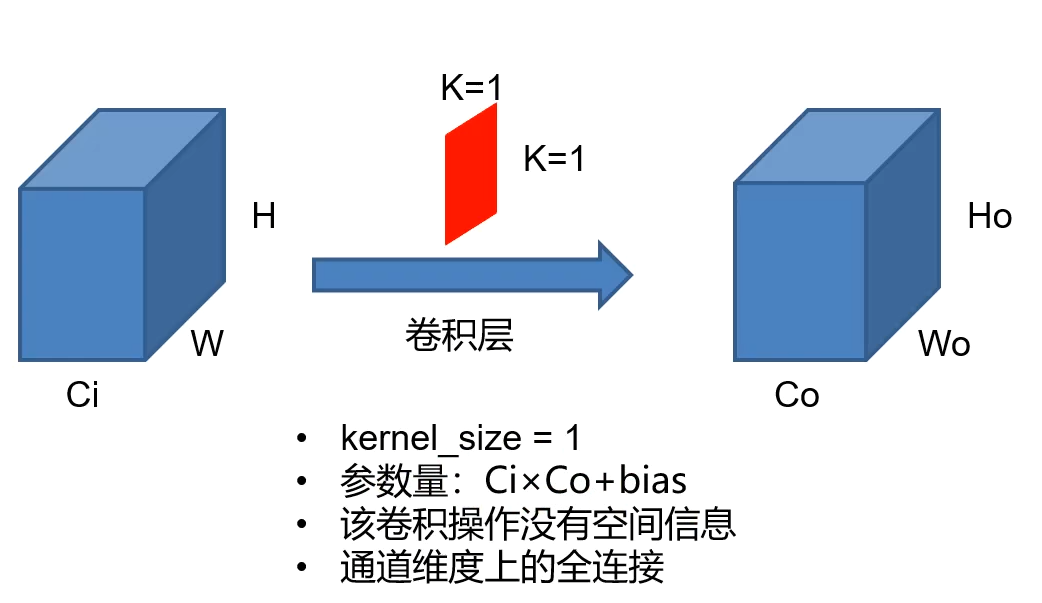 K=1
K=1
H
Ho
卷积层
W
Wo
Ci
Co
• kernel_size = 1
• 参数量：Ci×Co+bias
• 该卷积操作没有空间信息
• 通道维度上的全连接